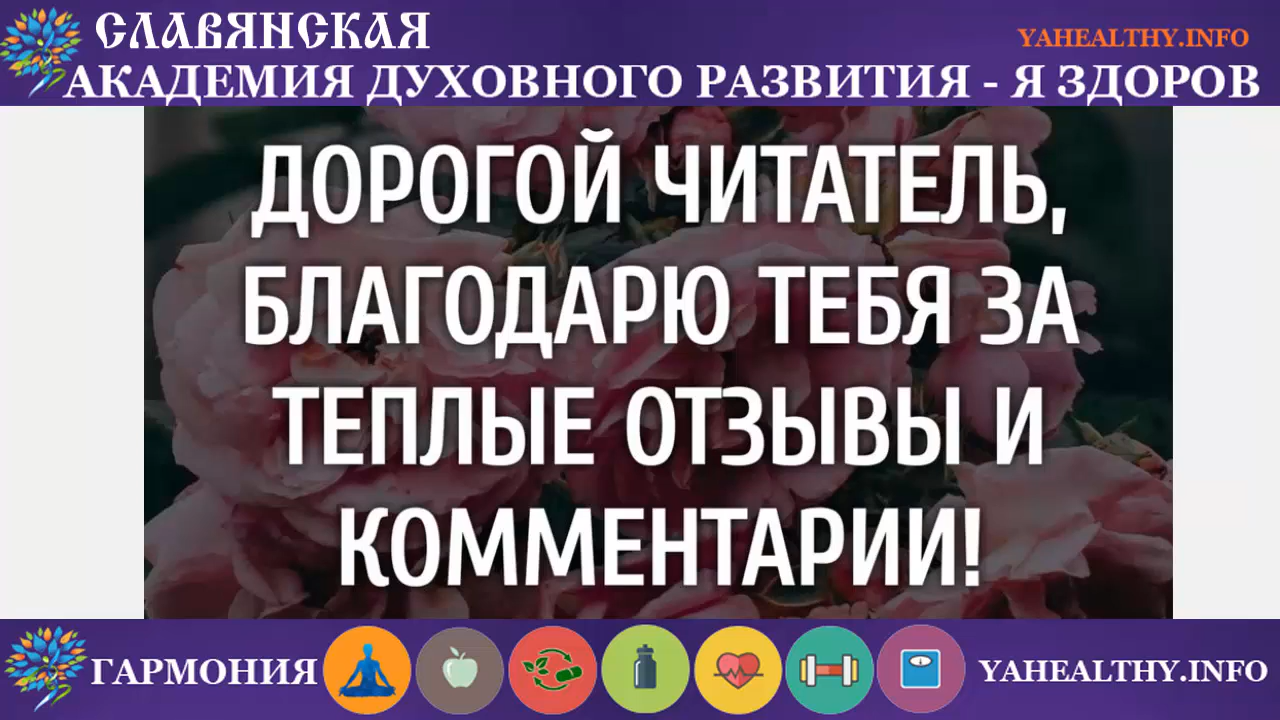 СЛАВЯНСКАЯ
YAHEALTHY.INFO
АКАДЕМИЯ ДУХОВНОГО РАЗВИТИЯ - Я ЗДОРОВ
ДОРОГОЙ ЧИТАТЕЛЬ,
БЛАГОДАРЮ ТЕБЯ ЗА
ТЕПЛЫЕ ОТЗЫВЫ И
КОММЕНТАРИИ!
ГАРМОНИЯ
YAHEALTHY.INFO